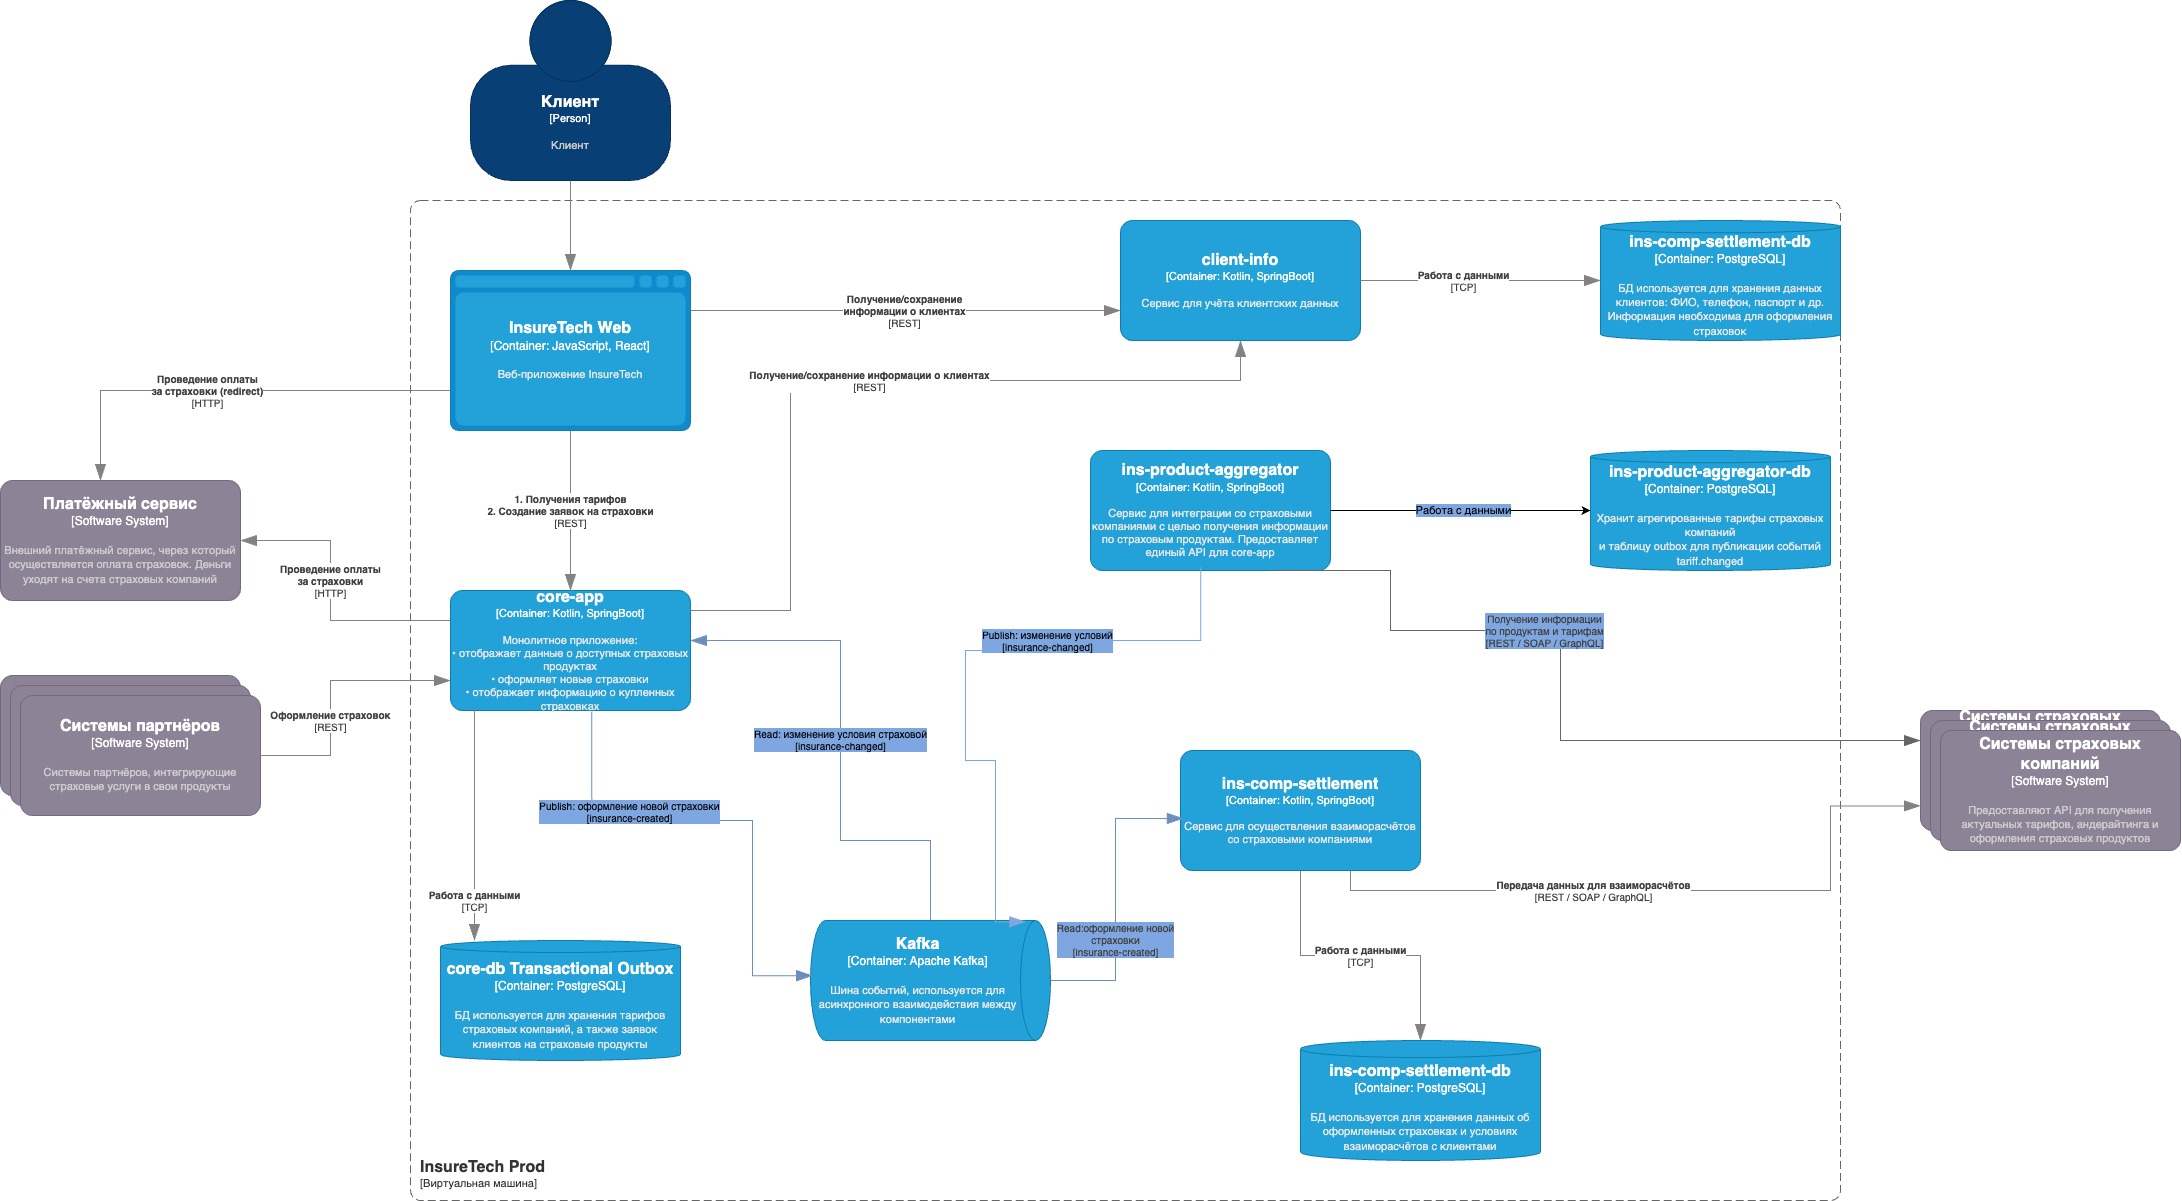 Клиент
[Person]
Клиент
InsureTech Web
[Container: JavaScript, React]
Веб-приложение InsureTech
Получение/сохранение
информации о клиентах
[REST]
client-info
[Container: Kotlin, SpringBoot]
Сервис для учёта клиентских данных
Работа с данными
[TCP]
ins-comp-settlement-db
[Container: PostgreSQL]
БД используется для хранения данных
клиентов: ФИО, телефон, паспорт и др.
Информация необходима для оформления
страховок
Проведение оплаты
за страховки (redirect)
[HTTP]
Получение/сохранение информации о клиентах
[REST]
Платёжный сервис
[Software System]
Внешний платёжный сервис, через который
осуществляется оплата страховок. Деньги
уходят на счета страховых компаний
1. Получения тарифов
2. Создание заявок на страховки
[REST]
ins-product-aggregator
[Container: Kotlin, SpringBoot]
Сервис для интеграции со страховыми
компаниями с целью получения информации
по страховым продуктам. Предоставляет
единый API для core-app
Работа с данными
ins-product-aggregator-db
[Container: PostgreSQL]
Хранит агрегированные тарифы страховых
компаний
и таблицу outbox для публикации событий
tariff.changed
Проведение оплаты
за страховки
[HTTP]
core-app
[Container: Kotlin, SpringBoot]
Монолитное приложение:
• отображает данные о доступных страховых
продуктах
• оформляет новые страховки
• отображает информацию о купленных
страховках
Publish: изменение условий
[insurance-changed]
Получение информации
по продуктам и тарифам
[REST / SOAP / GraphQL]
Системы партнёров
[Software System]
Системы партнёров, интегрирующие
страховые услуги в свои продукты
Оформление страховок
[REST]
Read: изменение условия страховой
[insurance-changed]
Системы страховых
Системы страховых
Системы страховых
компаний
[Software System]
Предоставляют API для получения
актуальных тарифов, андерайтинга и
оформления страховых продуктов
Publish: оформление новой страховки
[insurance-created]
ins-comp-settlement
[Container: Kotlin, SpringBoot]
Сервис для осуществления взаиморасчётов
со страховыми компаниями
Передача данных для взаиморасчётов
[REST / SOAP / GraphQL]
Работа с данными
[TCP]
core-db Transactional Outbox
[Container: PostgreSQL]
БД используется для хранения тарифов
страховых компаний, а также заявок
клиентов на страховые продукты
Kafka
[Container: Apache Kafka]
Шина событий, используется для
асинхронного взаимодействия между
компонентами
Read:оформление новой
страховки
[insurance-created]
Работа с данными
[TCP]
ins-comp-settlement-db
[Container: PostgreSQL]
БД используется для хранения данных об
оформленных страховках и условиях
взаиморасчётов с клиентами
InsureTech Prod
[Виртуальная машина]